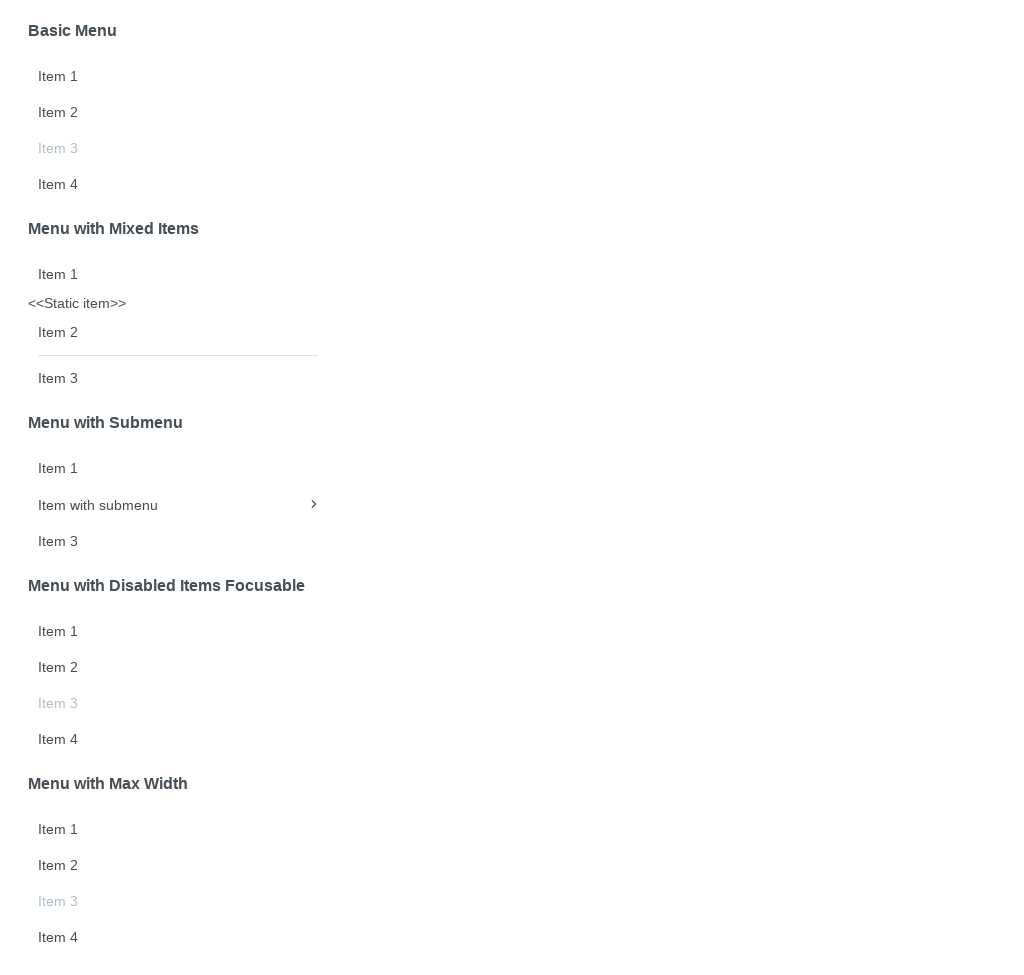 Basic Menu
Item 1
Item 2
Item 3
Item 4
Menu with Mixed Items
Item 1
<<Static item>>
Item 2
Item 3
Menu with Submenu
Item 1
Item with submenu
Item 3
Menu with Disabled Items Focusable
Item 1
Item 2
Item 3
Item 4
Menu with Max Width
Item 1
Item 2
Item 3
Item 4